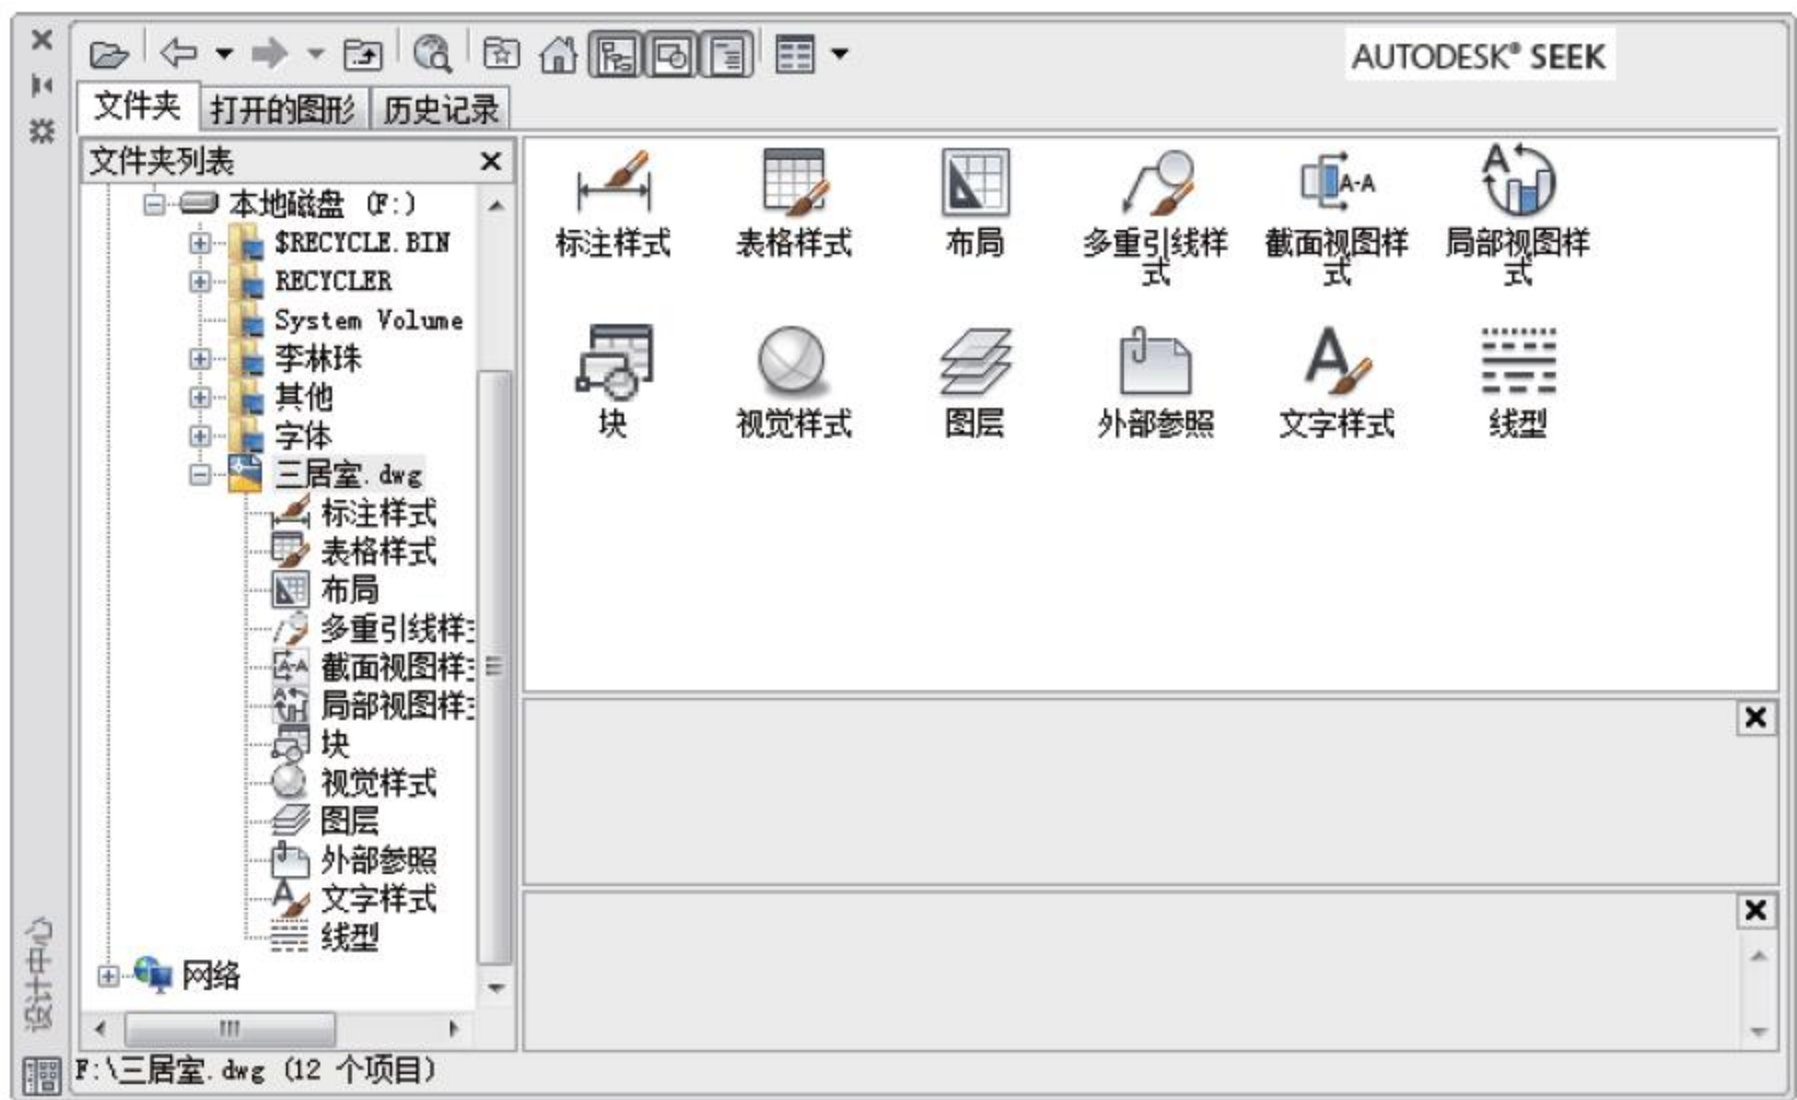 AUTODESK® SEEK
文件夹 打开的图形 历史记录
文件夹列表
本地磁盘 (F:)
$RECYCLE.BIN
RECYCLER
System Volume
李林珠
其他
字体
三居室.dwg
标注样式
表格样式
布局
多重引线样
截面视图样
局部视图样
块
视觉样式
图层
外部参照
文字样式
线型
网络
标注样式
表格样式
布局
多重引线样
式
截面视图样
式
局部视图样
式
块
视觉样式
图层
外部参照
文字样式
线型
A-A
设计中心
F:\三居室.dwg (12 个项目)